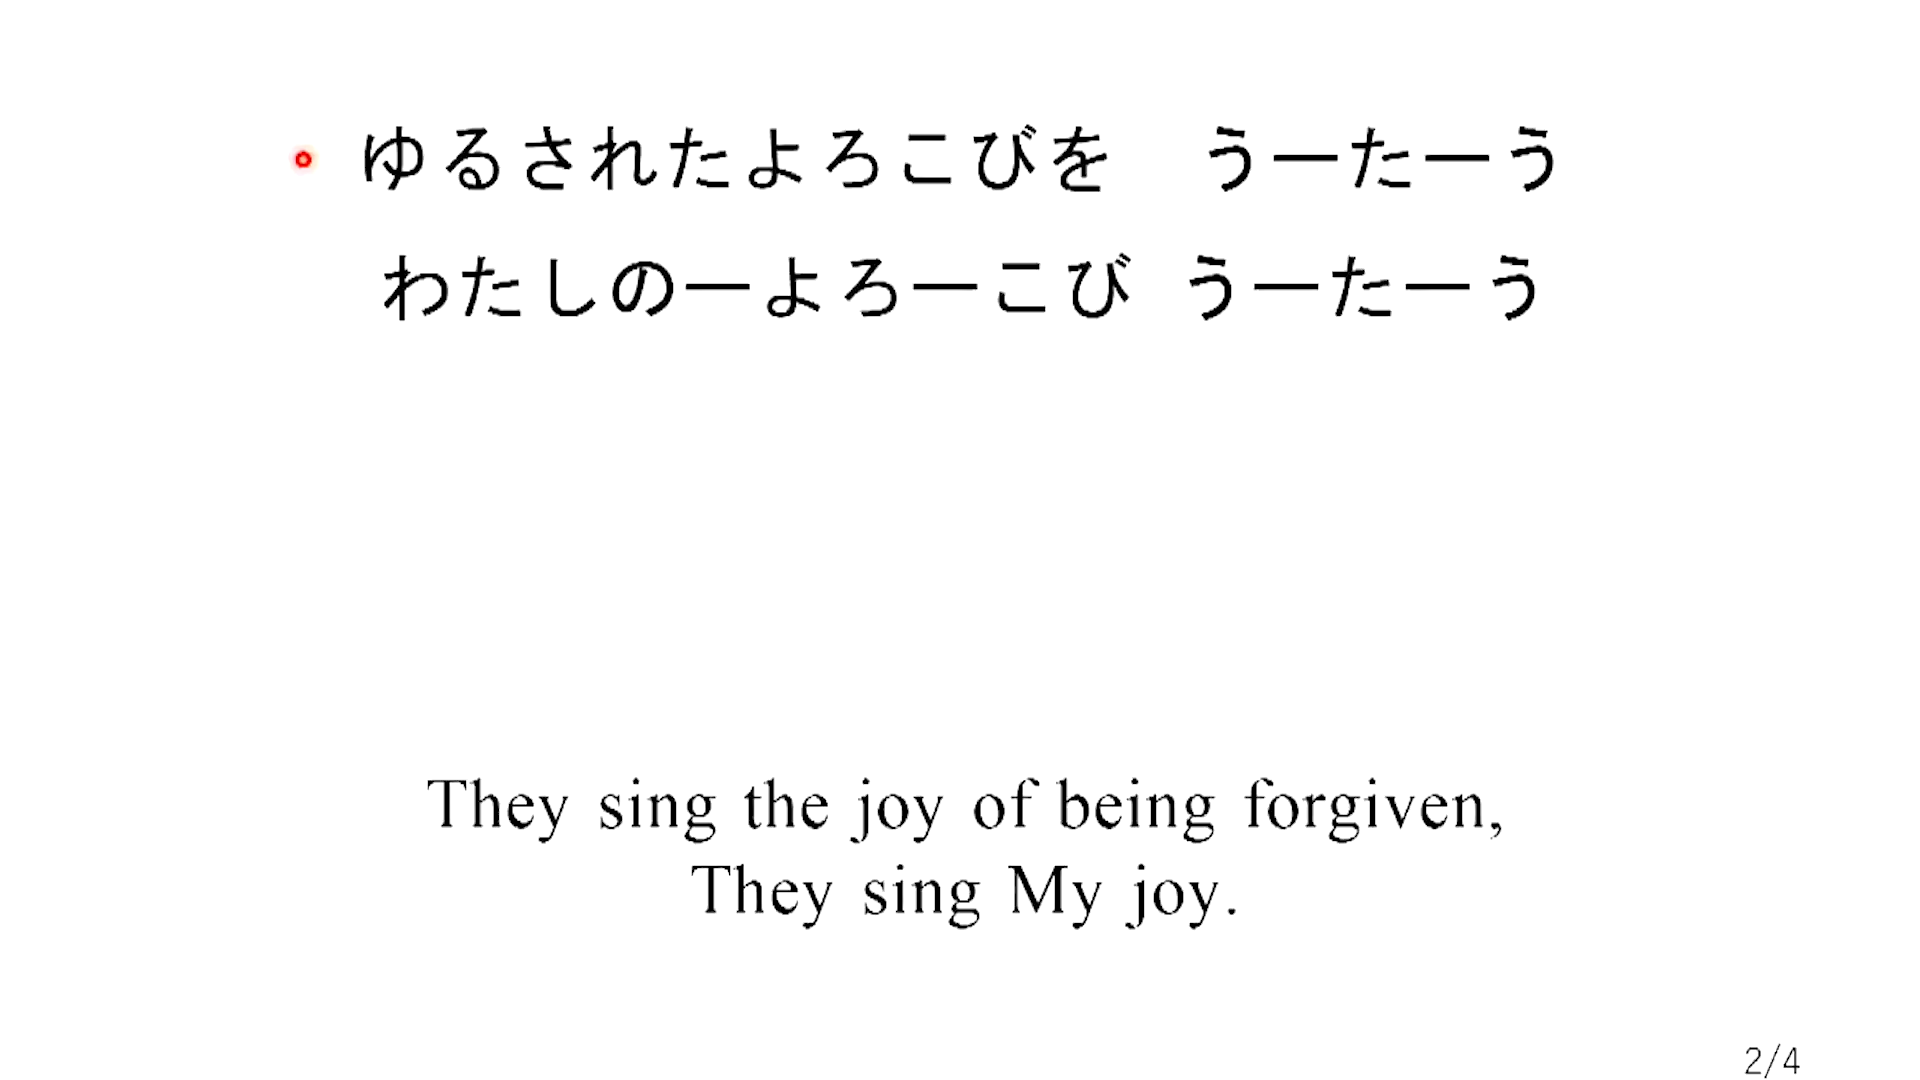 ゆるされたよろこびを　うーたーう
わたしのーよろーこび うーたーう
They sing the joy of being forgiven,
They sing My joy.
2/4